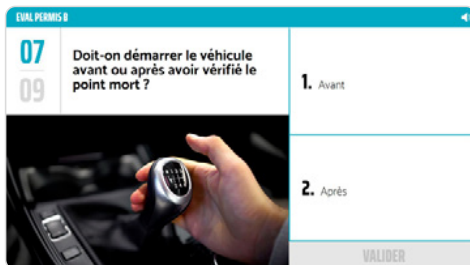 EVAL PERMIS B
07
09
Doit-on démarrer le véhicule
avant ou après avoir vérifié le
point mort ?
1. Avant
2. Après
VALIDER